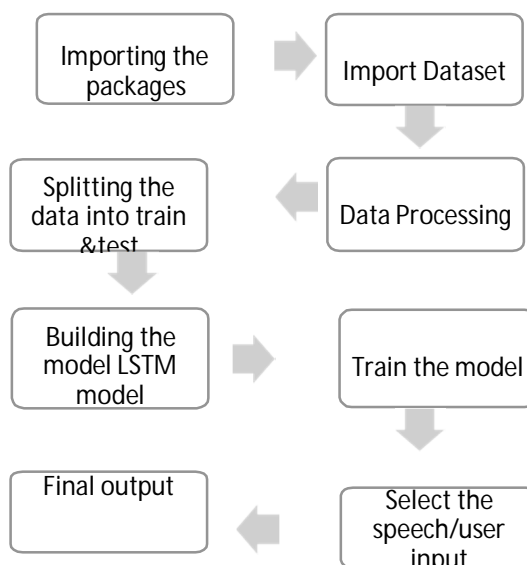 Importing the
packages
Import Dataset
Data Processing
Splitting the
data into train
&test
Building the
model LSTM
model
Train the model
Select the
speech/user
input
Final output